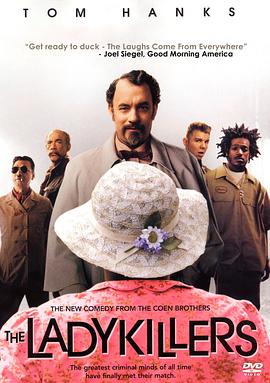 TOM HANKS
"Get ready to duck - The Laughs Come From Everywhere"
- Joel Siegel, Good Morning America
THE NEW COMEDY FROM THE COEN BROTHERS
THE LADYKILLERS
The greatest criminal minds of all time
have finally met their match.
DVD
VIDEO